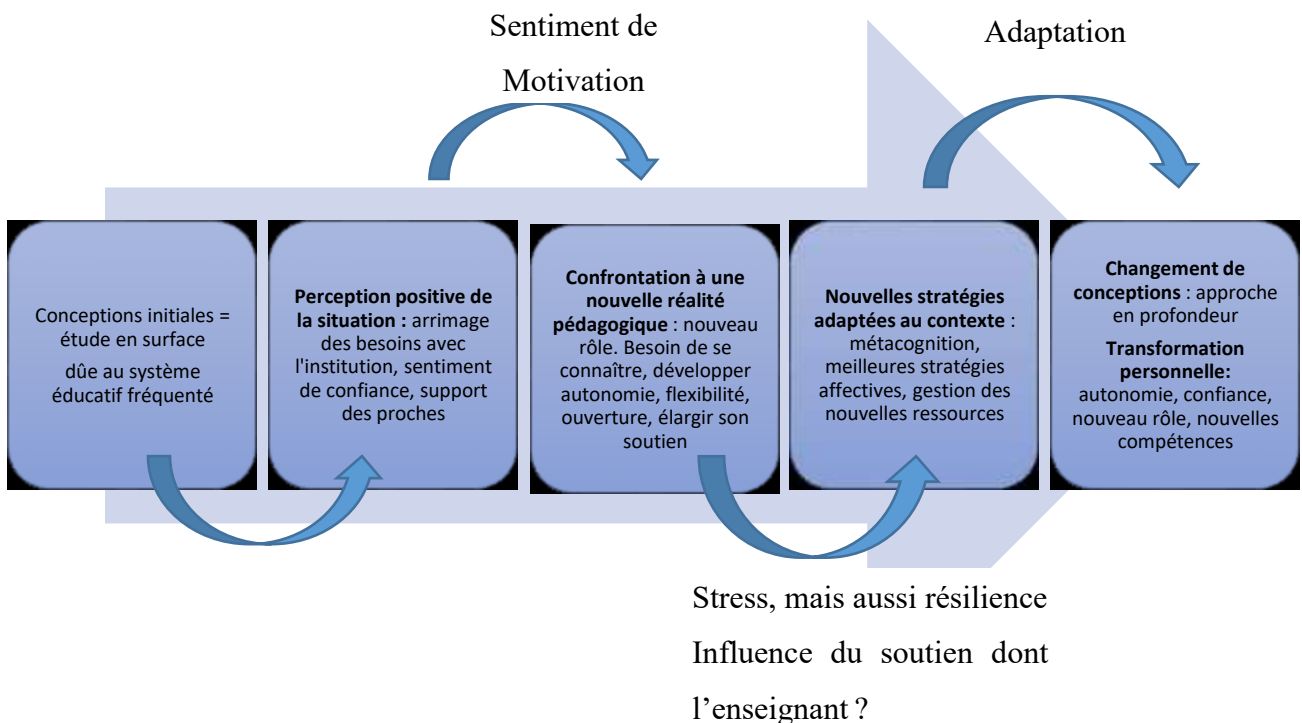 Sentiment de
Motivation
Adaptation
Conceptions initiales =
étude en surface
dûe au système
éducatif fréquenté
Perception positive de
la situation : arrimage
des besoins avec
l'institution, sentiment
de confiance, support
des proches
Confrontation à une
nouvelle réalité
pédagogique : nouveau
rôle. Besoin de se
connaître, développer
autonomie, flexibilité,
ouverture, élargir son
soutien
Nouvelles stratégies
adaptées au contexte :
métacognition,
meilleures stratégies
affectives, gestion des
nouvelles ressources
Changement de
conceptions : approche
en profondeur
Transformation
personnelle:
autonomie, confiance,
nouveau rôle, nouvelles
compétences
Stress, mais aussi résilience
Influence du soutien dont
l’enseignant ?